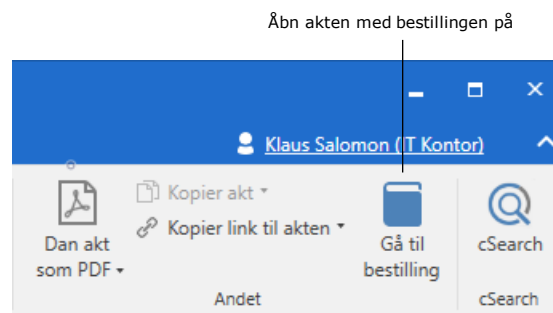 Åbn akten med bestillingen på
Klaus Salomon (IT Kontor)
Dan akt
som PDF
Kopier akt
Kopier link til akten
Gå til
bestilling
cSearch
Andet
cSearch